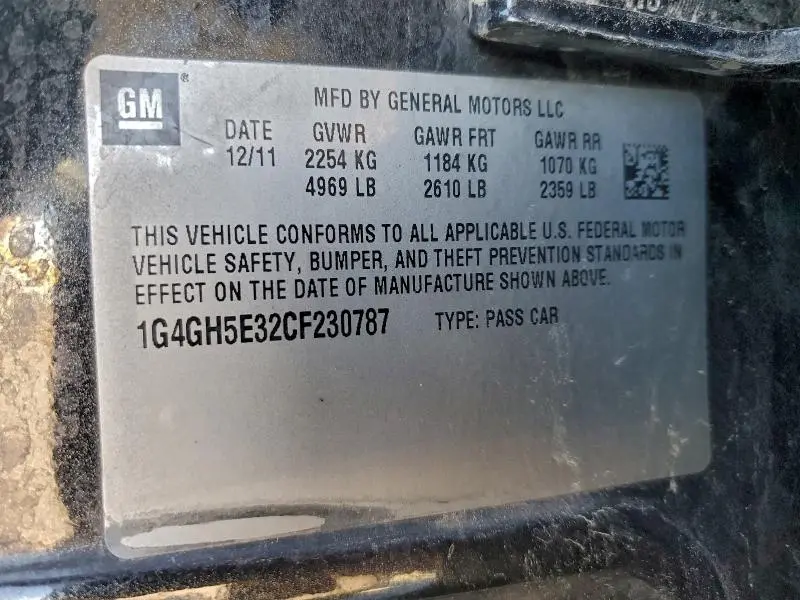 GM®
MFD BY GENERAL MOTORS LLC
DATE GVWR GAWR FRT GAWR RR
12/11 2254 KG 1184 KG 1070 KG
4969 LB 2610 LB 2359 LB
THIS VEHICLE CONFORMS TO ALL APPLICABLE U.S. FEDERAL MOTOR
VEHICLE SAFETY, BUMPER, AND THEFT PREVENTION STANDARDS IN
EFFECT ON THE DATE OF MANUFACTURE SHOWN ABOVE.
1G4GH5E32CF230787 TYPE: PASS CAR